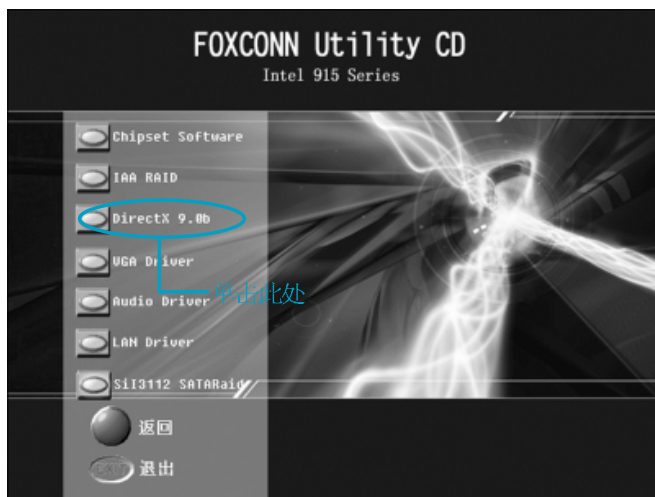 FOXCONN Utility CD
Intel 915 Series
Chipset Software
IAA RAID
DirectX 9.0b
VGA Driver
单击此处
Audio Driver
LAN Driver
SiI3112 SATARaid
返回
EXIT 退出